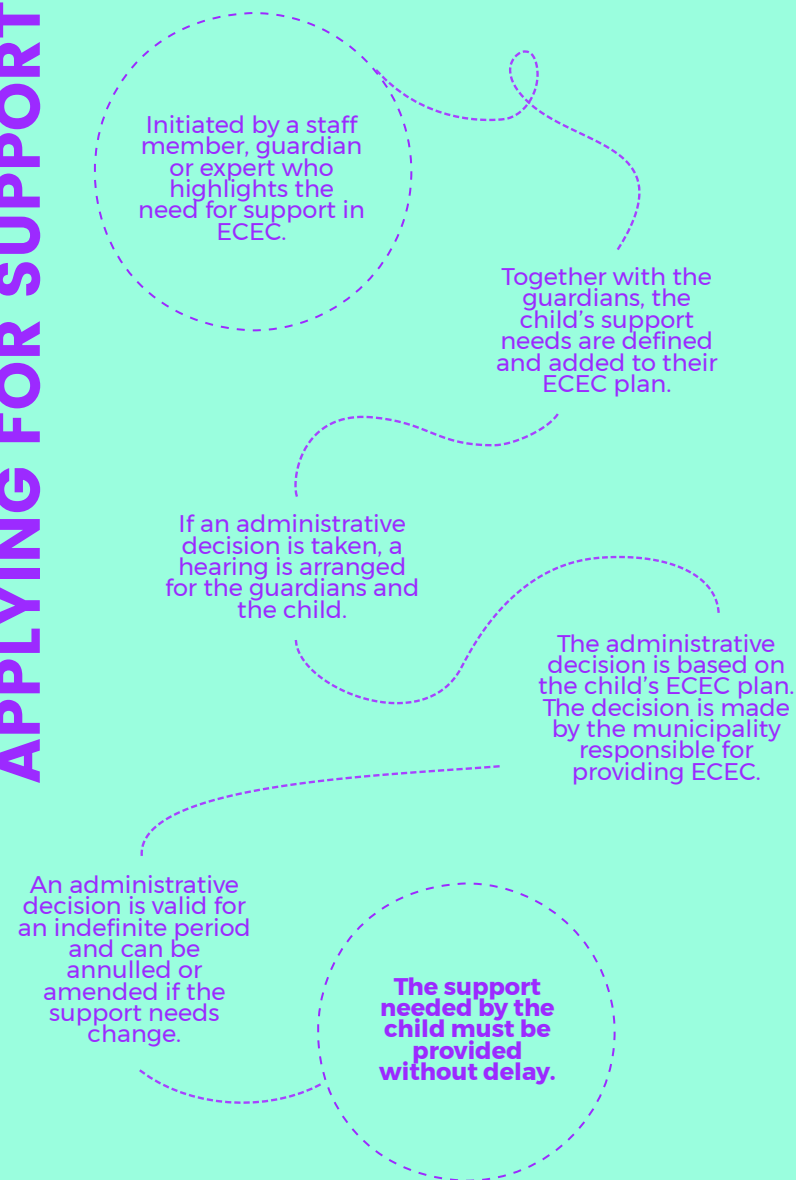 APPLYING FOR SUPPORT
Initiated by a staff
member, guardian
or expert who
highlights the
need for support in
ECEC.
Together with the
guardians, the
child’s support
needs are defined
and added to their
ECEC plan.
If an administrative
decision is taken, a
hearing is arranged
for the guardians and
the child.
The administrative
decision is based on
the child’s ECEC plan.
The decision is made
by the municipality
responsible for
providing ECEC.
An administrative
decision is valid for
an indefinite period
and can be
annulled or
amended if the
support needs
change.
The support
needed by the
child must be
provided
without delay.